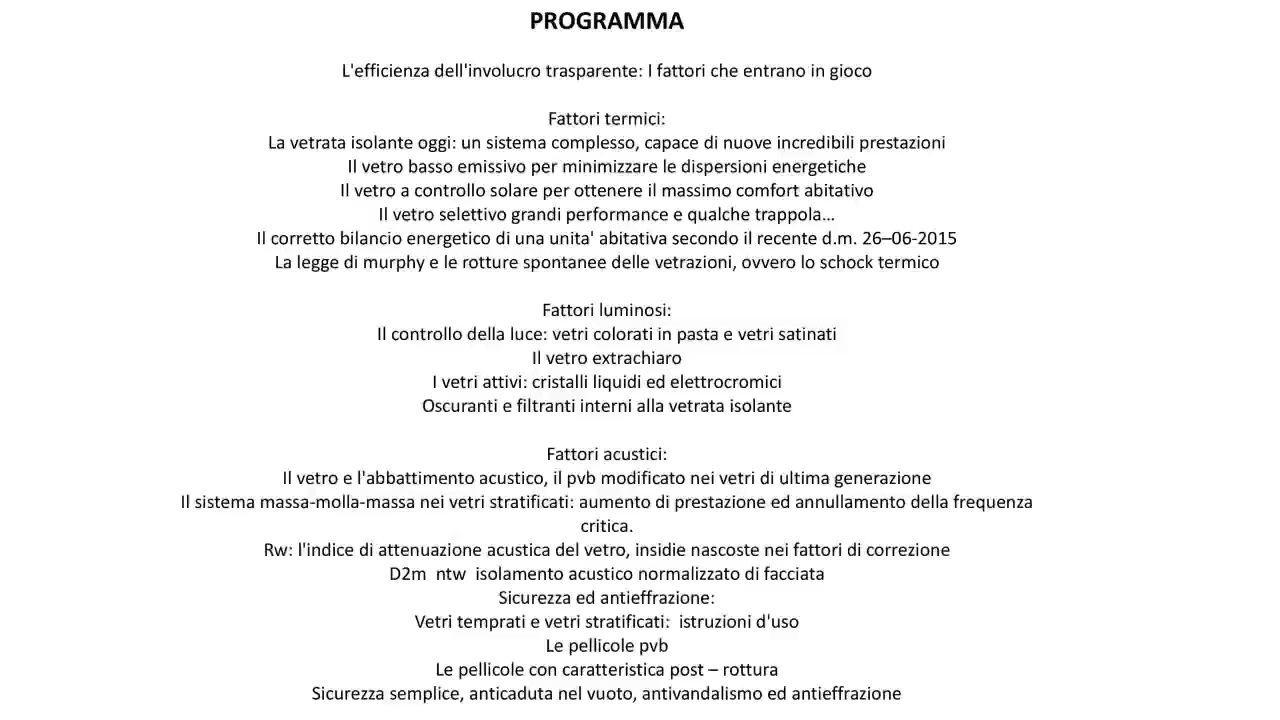 PROGRAMMA
L'efficienza dell'involucro trasparente: I fattori che entrano in gioco
Fattori termici:
La vetrata isolante oggi: un sistema complesso, capace di nuove incredibili prestazioni
Il vetro basso emissivo per minimizzare le dispersioni energetiche
Il vetro a controllo solare per ottenere il massimo comfort abitativo
Il vetro selettivo grandi performance e qualche trappola...
Il corretto bilancio energetico di una unita' abitativa secondo il recente d.m. 26–06-2015
La legge di murphy e le rotture spontanee delle vetrazioni, ovvero lo schock termico
Fattori luminosi:
Il controllo della luce: vetri colorati in pasta e vetri satinati
Il vetro extrachiaro
I vetri attivi: cristalli liquidi ed elettrocromici
Oscuranti e filtranti interni alla vetrata isolante
Fattori acustici:
Il vetro e l'abbattimento acustico, il pvb modificato nei vetri di ultima generazione
Il sistema massa-molla-massa nei vetri stratificati: aumento di prestazione ed annullamento della frequenza
critica.
Rw: l'indice di attenuazione acustica del vetro, insidie nascoste nei fattori di correzione
D2m  ntw  isolamento acustico normalizzato di facciata
Sicurezza ed antieffrazione:
Vetri temprati e vetri stratificati:  istruzioni d'uso
Le pellicole pvb
Le pellicole con caratteristica post – rottura
Sicurezza semplice, anticaduta nel vuoto, antivandalismo ed antieffrazione